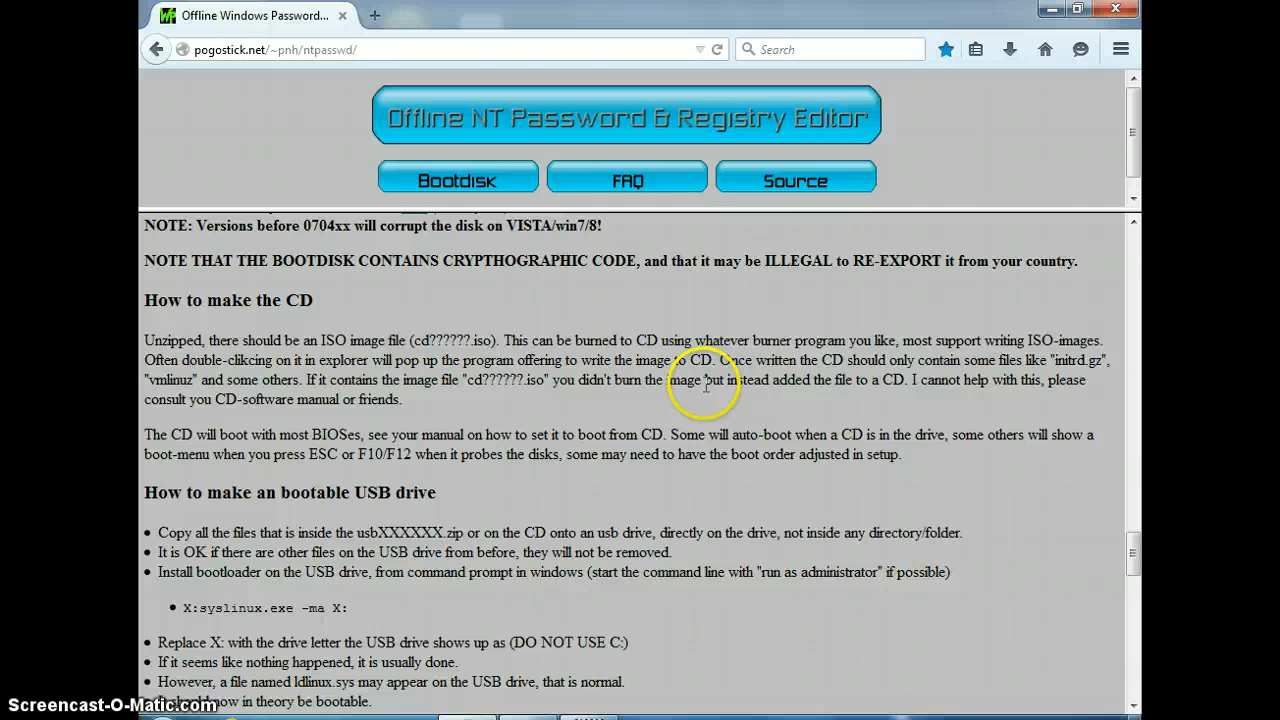 Offline Windows Password...
pogostick.net/~pnh/ntpasswd/
Search
Offline NT Password & Registry Editor
Bootdisk
FAQ
Source
NOTE: Versions before 0704xx will corrupt the disk on VISTA/win7/8!
NOTE THAT THE BOOTDISK CONTAINS CRYPTHOGRAPHIC CODE, and that it may be ILLEGAL to RE-EXPORT it from your country.
How to make the CD
Unzipped, there should be an ISO image file (cd??????.iso). This can be burned to CD using whatever burner program you like, most support writing ISO-images.
Often double-clikcing on it in explorer will pop up the program offering to write the image to CD. Once written the CD should only contain some files like "initrd.gz",
"vmlinuz" and some others. If it contains the image file "cd??????.iso" you didn't burn the image but instead added the file to a CD. I cannot help with this, please
consult you CD-software manual or friends.
The CD will boot with most BIOSes, see your manual on how to set it to boot from CD. Some will auto-boot when a CD is in the drive, some others will show a
boot-menu when you press ESC or F10/F12 when it probes the disks, some may need to have the boot order adjusted in setup.
How to make an bootable USB drive
Copy all the files that is inside the usbXXXXXX.zip or on the CD onto an usb drive, directly on the drive, not inside any directory/folder.
It is OK if there are other files on the USB drive from before, they will not be removed.
Install bootloader on the USB drive, from command prompt in windows (start the command line with "run as administrator" if possible)
X:syslinux.exe -ma X:
Replace X: with the drive letter the USB drive shows up as (DO NOT USE C:)
If it seems like nothing happened, it is usually done.
However, a file named ldlinux.sys may appear on the USB drive, that is normal.
should now in theory be bootable.
Screencast-O-Matic.com